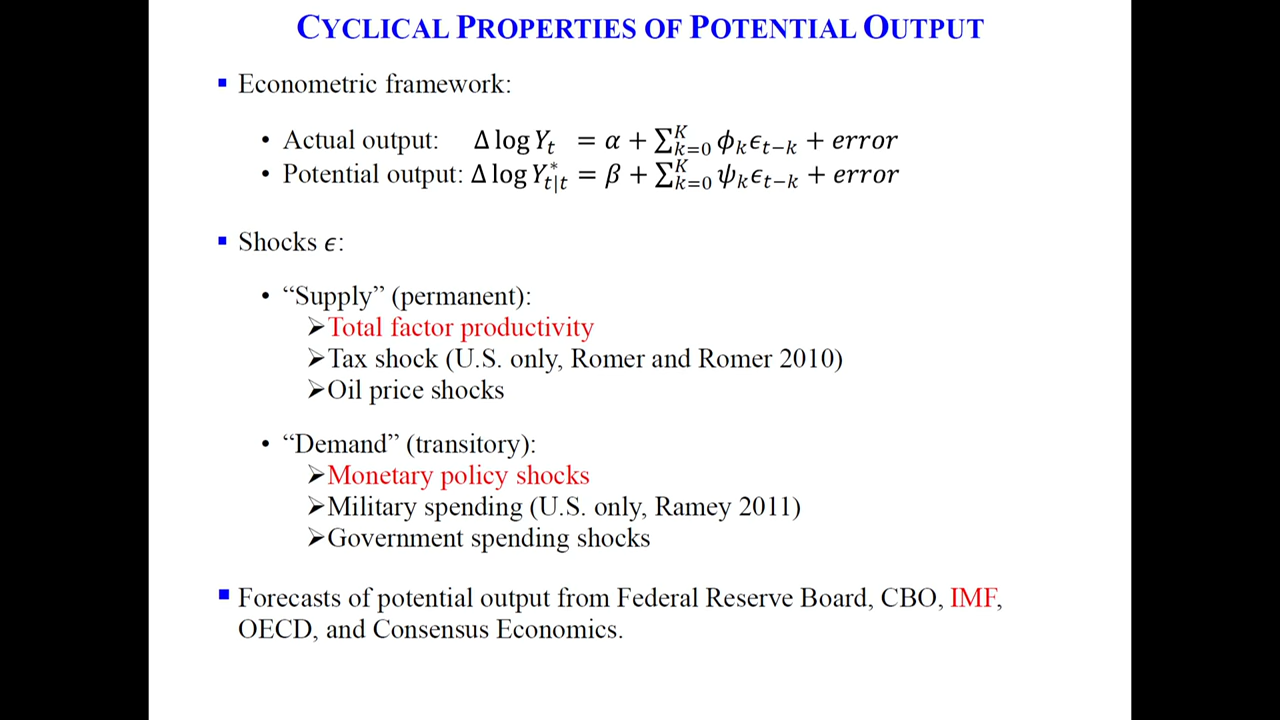 CYCLICAL PROPERTIES OF POTENTIAL OUTPUT
▪ Econometric framework:
• Actual output: Δ log Y_t = α + ∑_{k=0}^{K} ϕ_k ϵ_{t−k} + error
• Potential output: Δ log Y^*_{t|t} = β + ∑_{k=0}^{K} ψ_k ϵ_{t−k} + error
▪ Shocks ϵ:
• “Supply” (permanent):
➢Total factor productivity
➢Tax shock (U.S. only, Romer and Romer 2010)
➢Oil price shocks
• “Demand” (transitory):
➢Monetary policy shocks
➢Military spending (U.S. only, Ramey 2011)
➢Government spending shocks
▪ Forecasts of potential output from Federal Reserve Board, CBO, IMF,
OECD, and Consensus Economics.